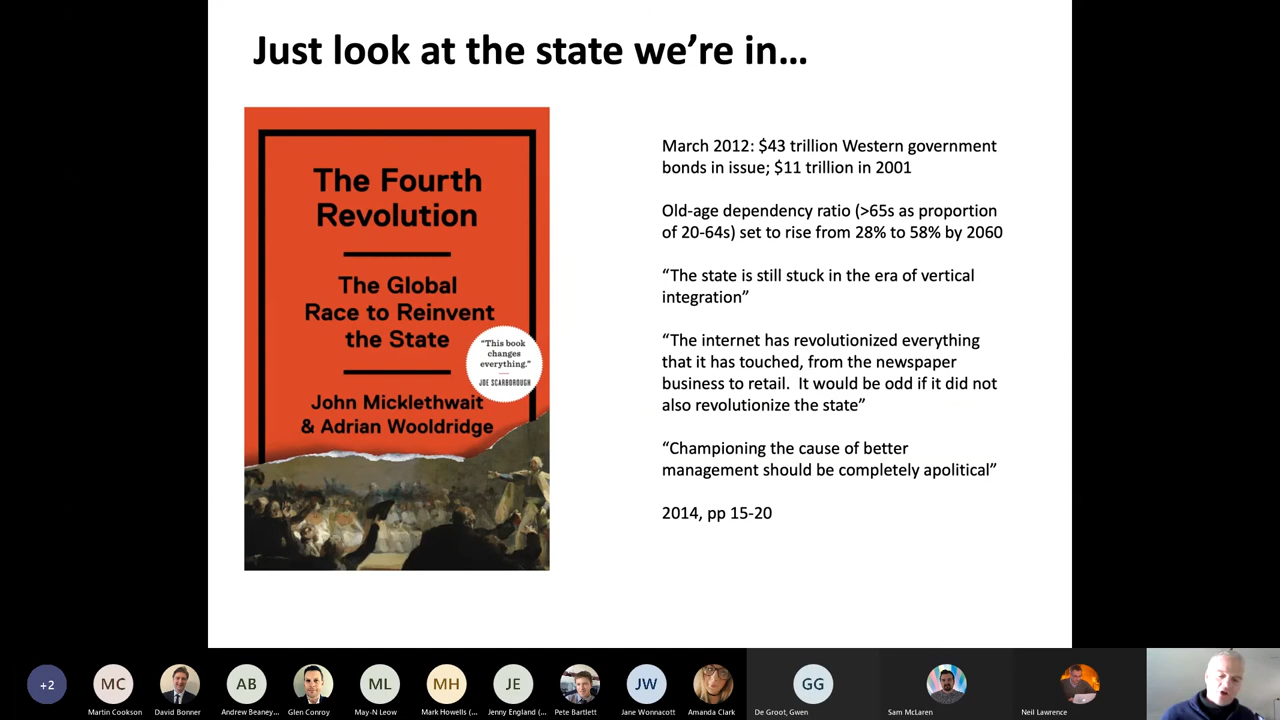 Just look at the state we’re in…
The Fourth
Revolution
The Global
Race to Reinvent
the State
“This book
changes
everything.”
JOE SCARBOROUGH
John Micklethwait
& Adrian Wooldridge
March 2012: $43 trillion Western government
bonds in issue; $11 trillion in 2001
Old-age dependency ratio (>65s as proportion
of 20-64s) set to rise from 28% to 58% by 2060
“The state is still stuck in the era of vertical
integration”
“The internet has revolutionized everything
that it has touched, from the newspaper
business to retail.  It would be odd if it did not
also revolutionize the state”
“Championing the cause of better
management should be completely apolitical”
2014, pp 15-20
+2
MC
AB
ML
MH
JE
JW
GG
Martin Cookson
David Bonner
Andrew Beaney...
Glen Conroy
May-N Leow
Mark Howells (...
Jenny England (...
Pete Bartlett
Jane Wonnacott
Amanda Clark
De Groot, Gwen
Sam McLaren
Neil Lawrence